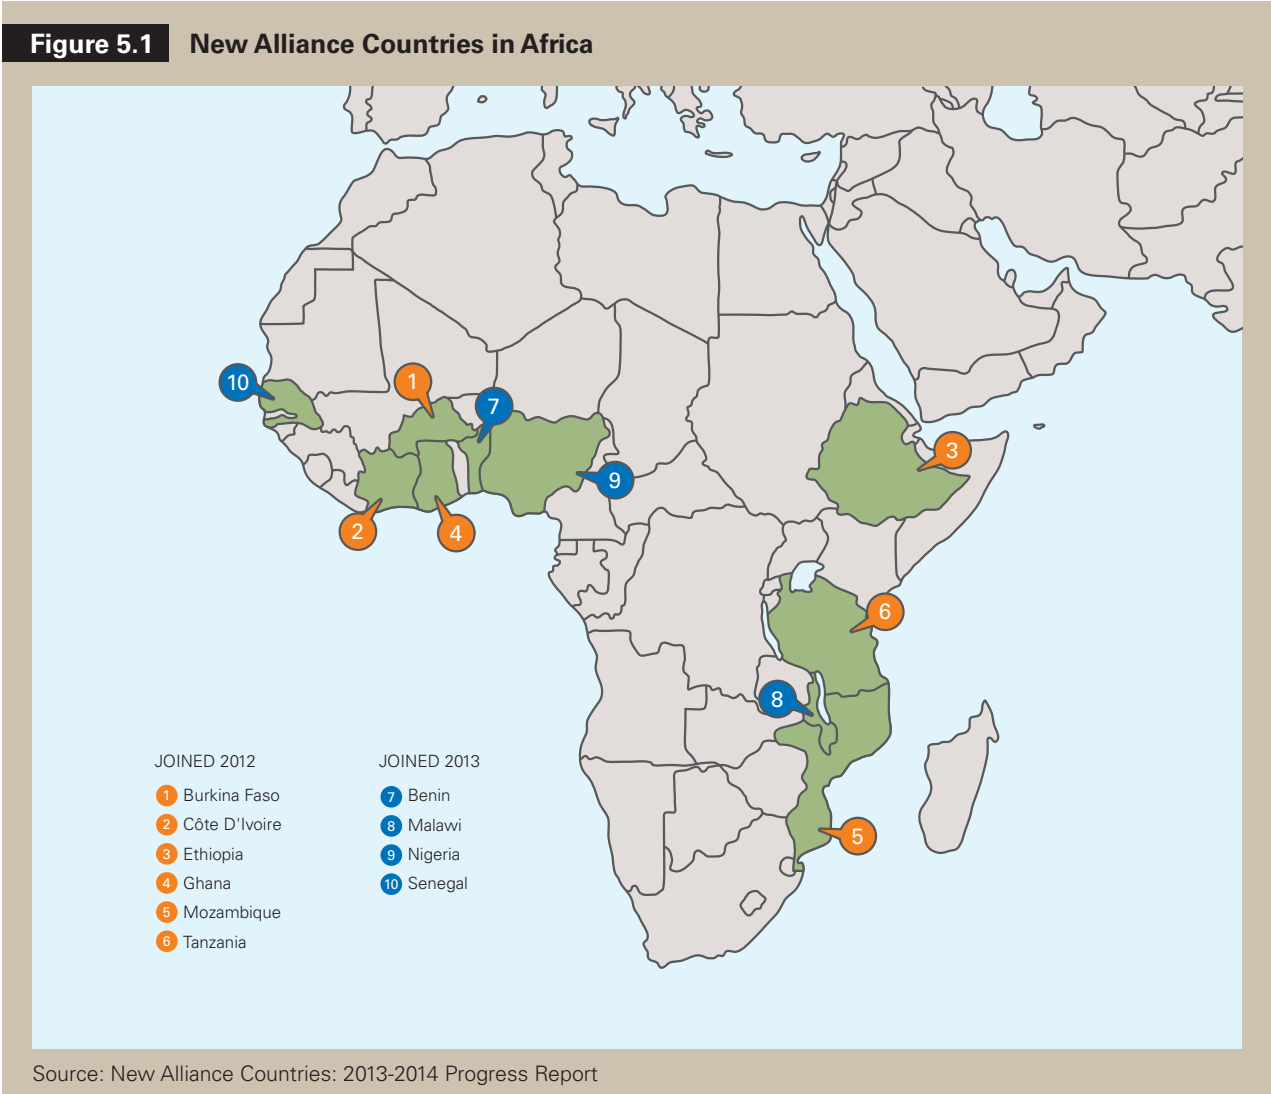 Figure 5.1 New Alliance Countries in Africa
10
1
7
3
9
2
4
6
8
5
JOINED 2012
1 Burkina Faso
2 Côte D'Ivoire
3 Ethiopia
4 Ghana
5 Mozambique
6 Tanzania
JOINED 2013
7 Benin
8 Malawi
9 Nigeria
10 Senegal
Source: New Alliance Countries: 2013-2014 Progress Report